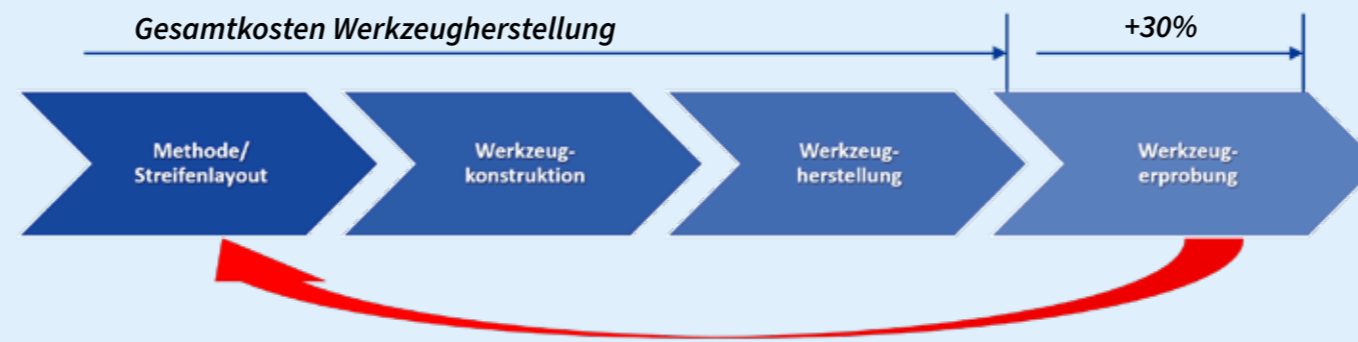 Gesamtkosten Werkzeugherstellung
+30%
Methode/
Streifenlayout
Werkzeug-
konstruktion
Werkzeug-
herstellung
Werkzeug-
erprobung